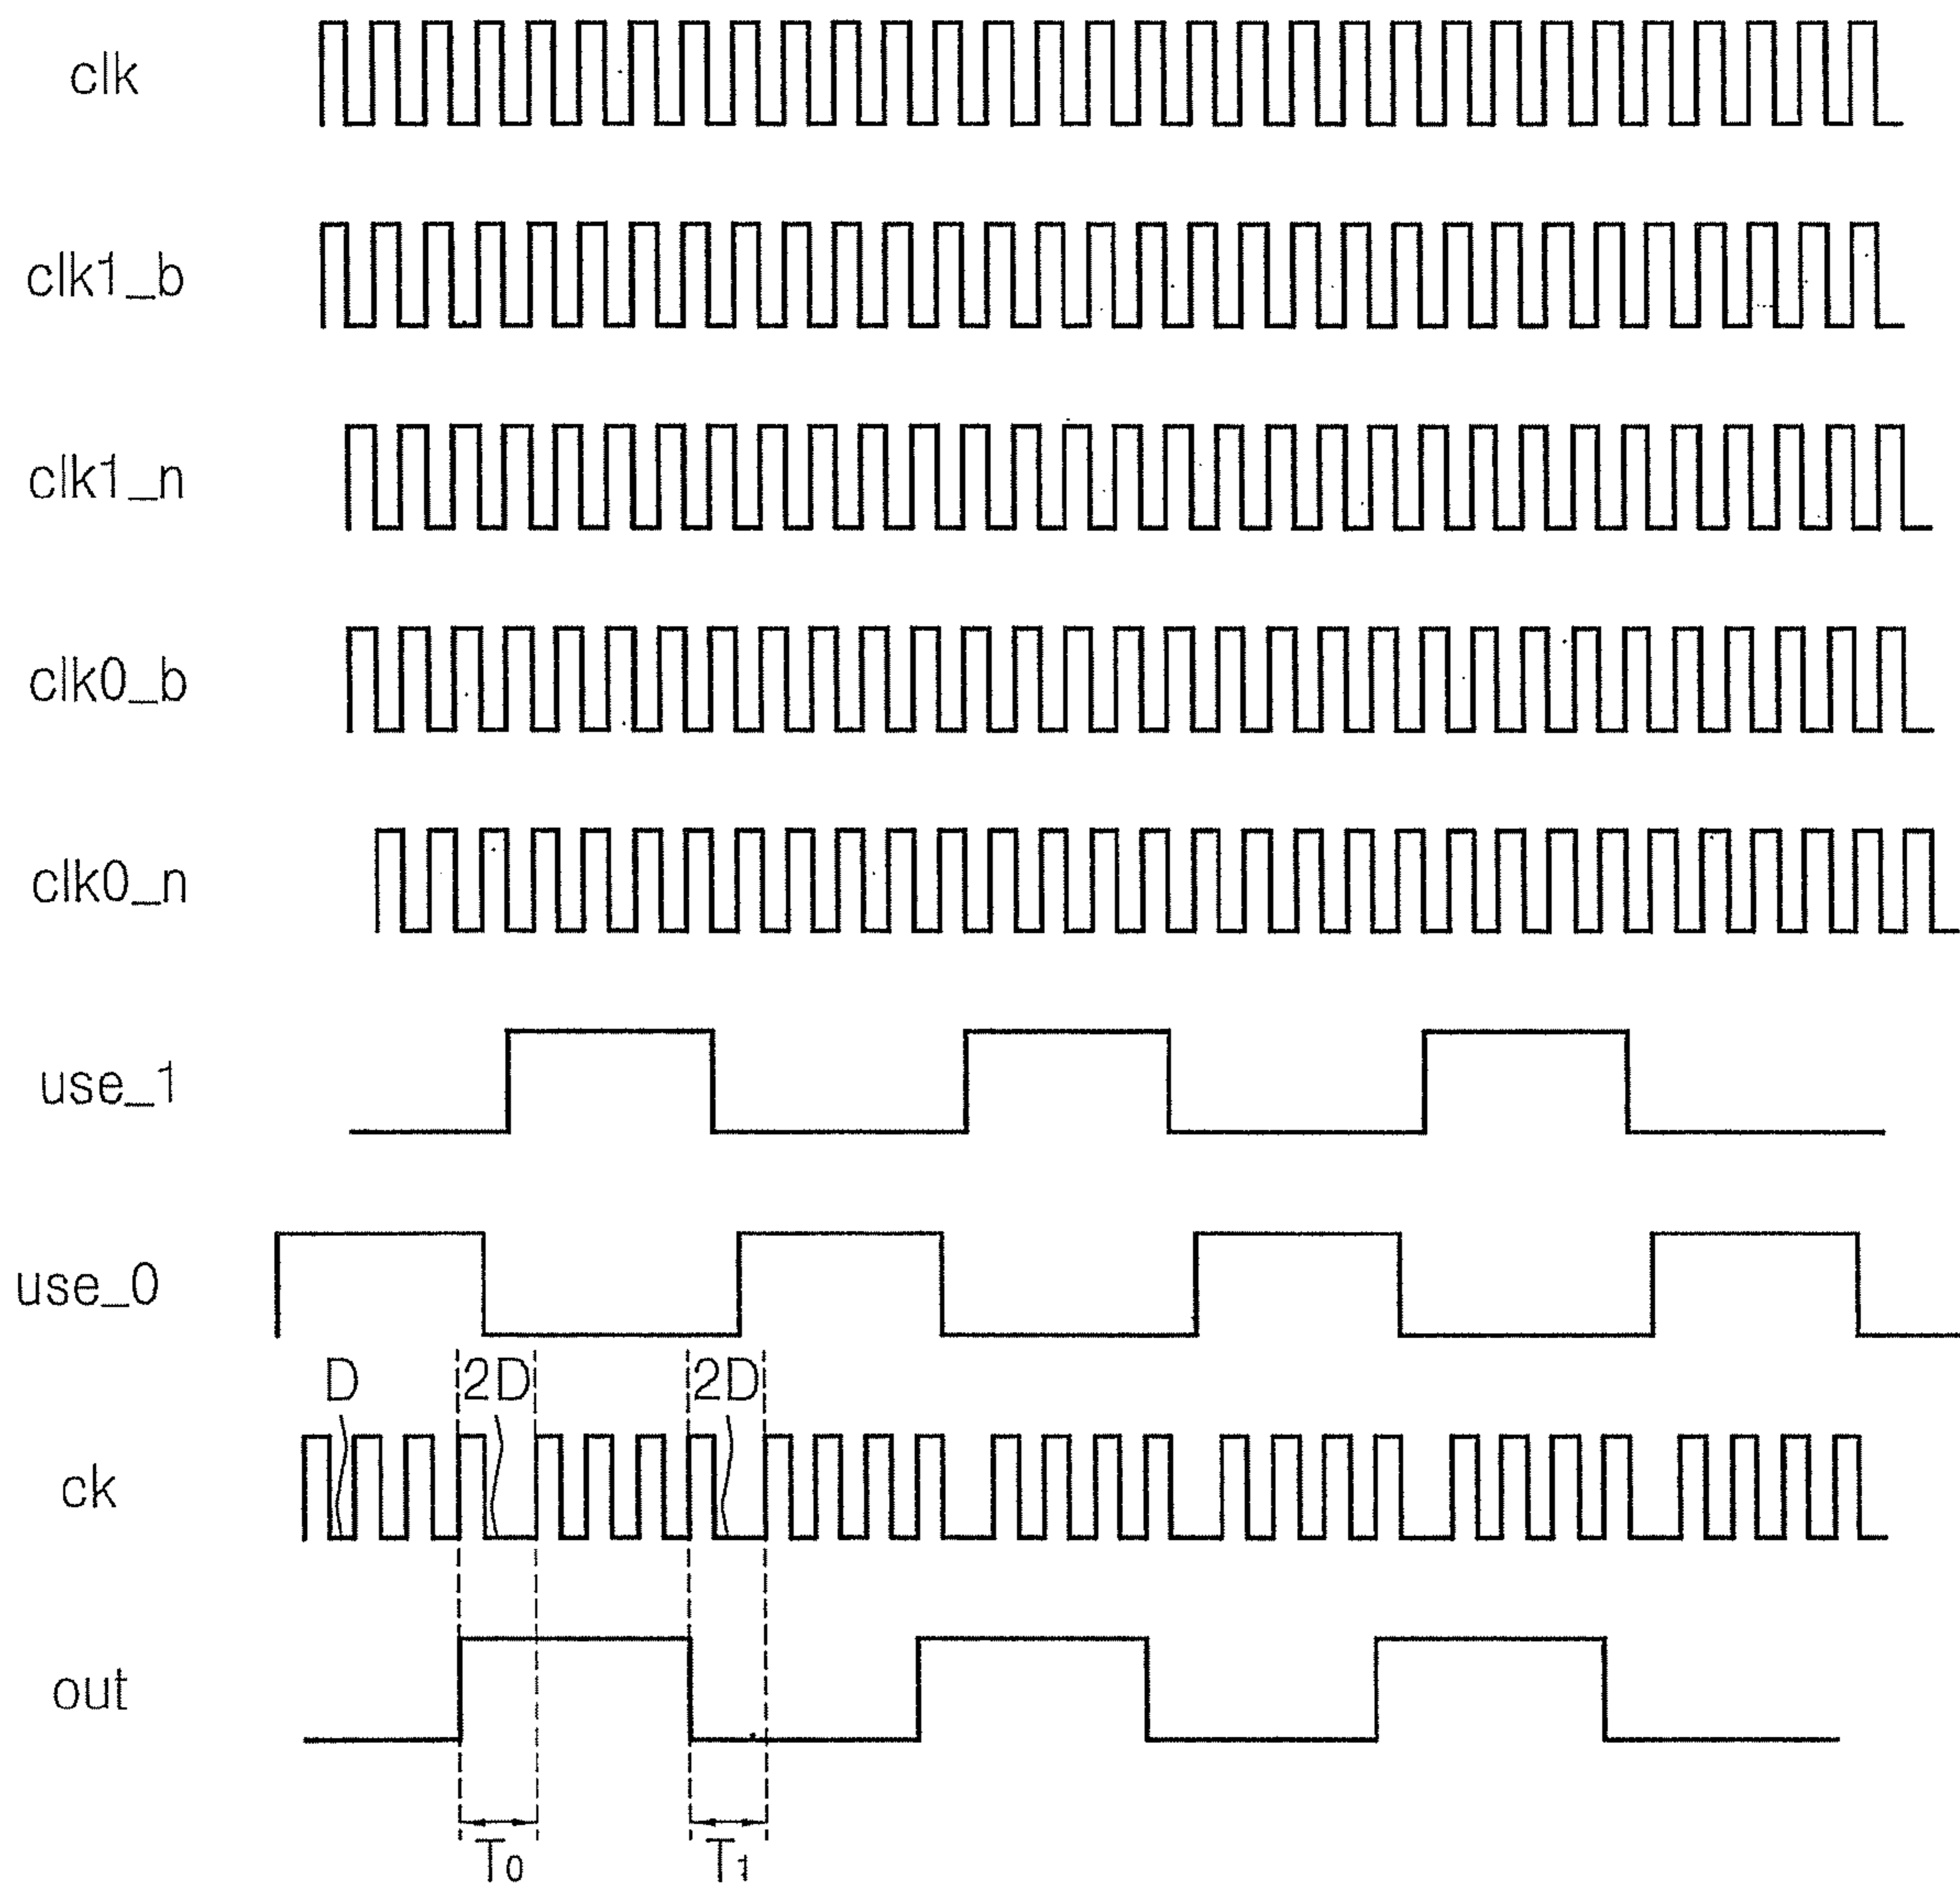 clk
clk1_b
clk1_n
clk0_b
clk0_n
use_1
use_0
D 2D 2D
ck
out
T0 T1